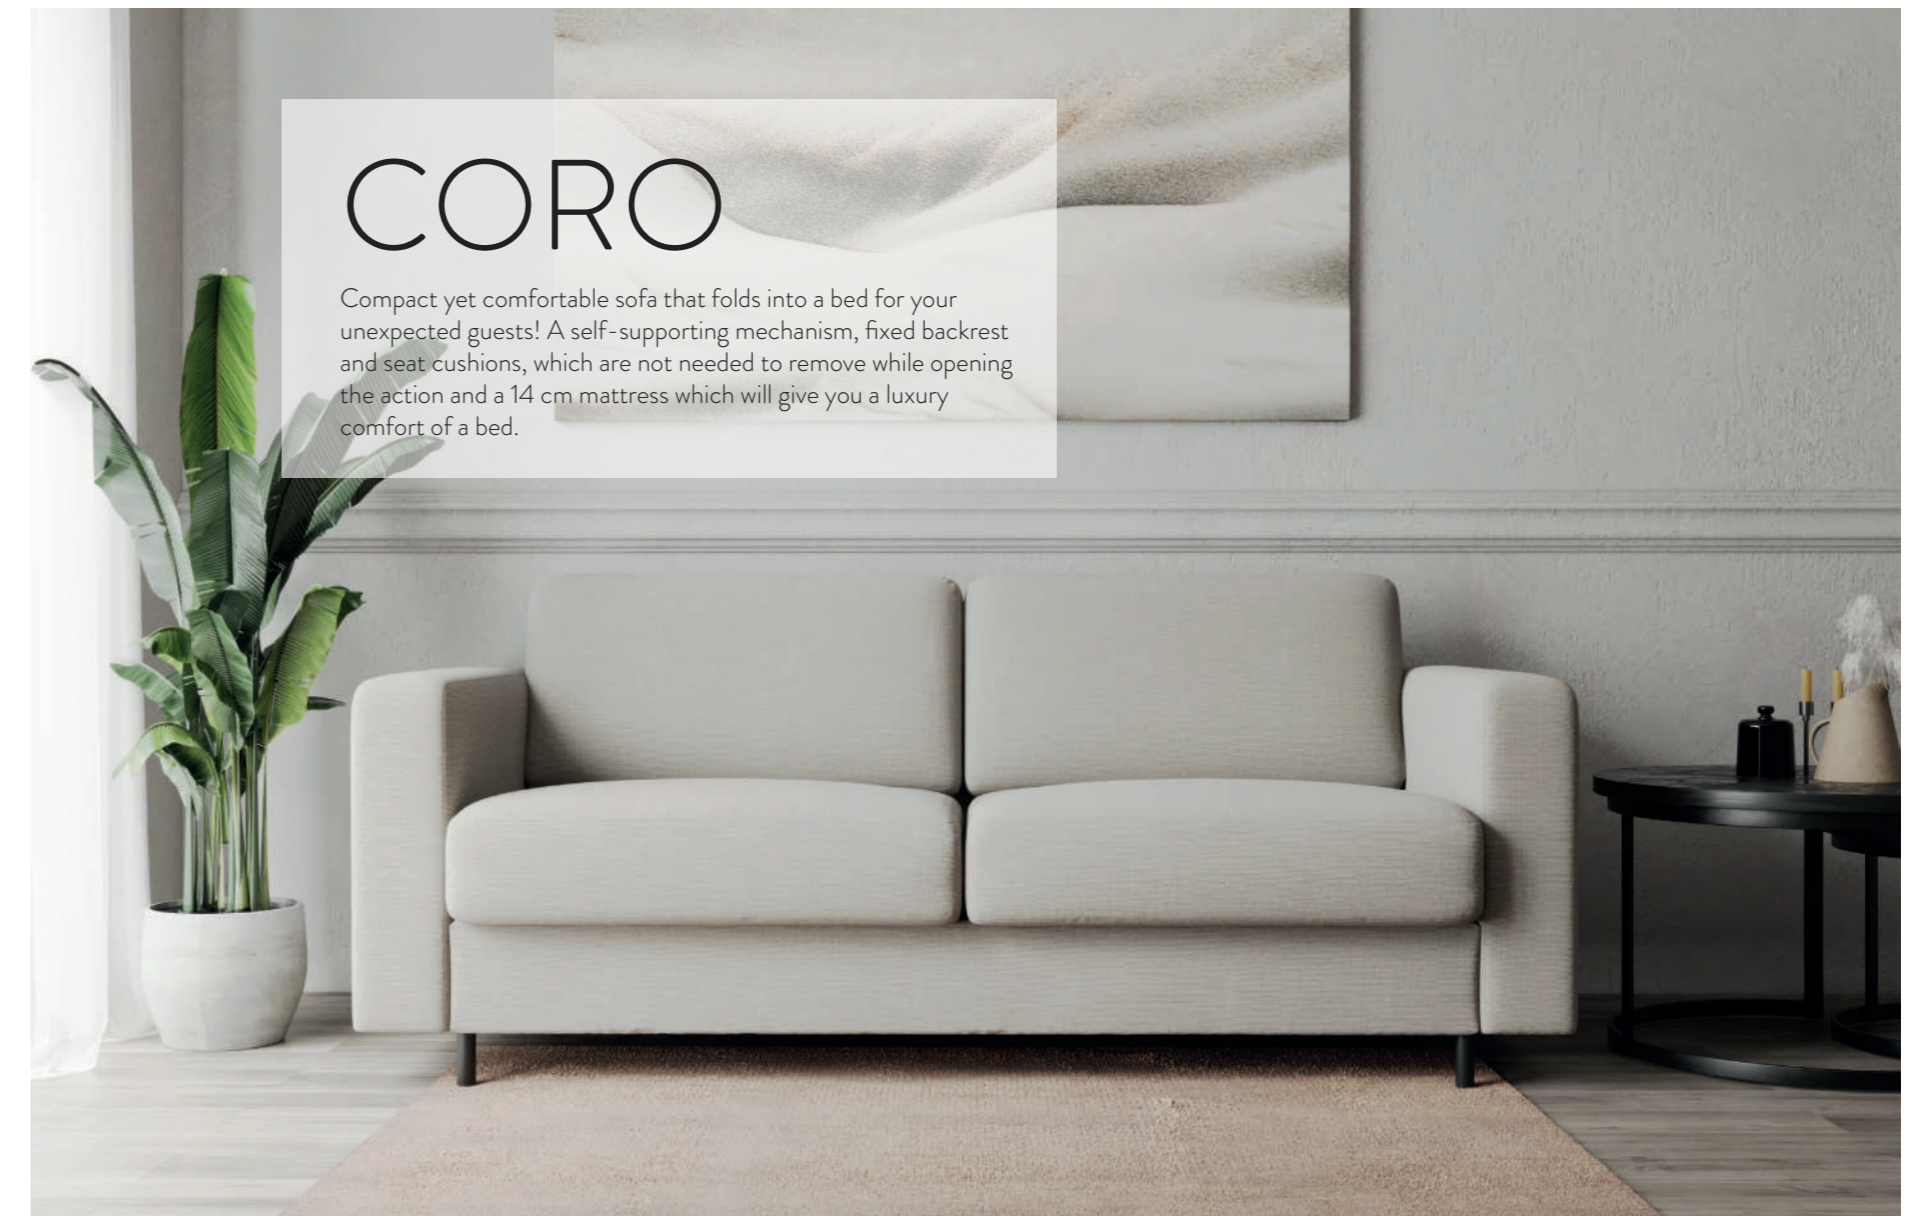 CORO
Compact yet comfortable sofa that folds into a bed for your
unexpected guests! A self-supporting mechanism, fixed backrest
and seat cushions, which are not needed to remove while opening
the action and a 14 cm mattress which will give you a luxury
comfort of a bed.